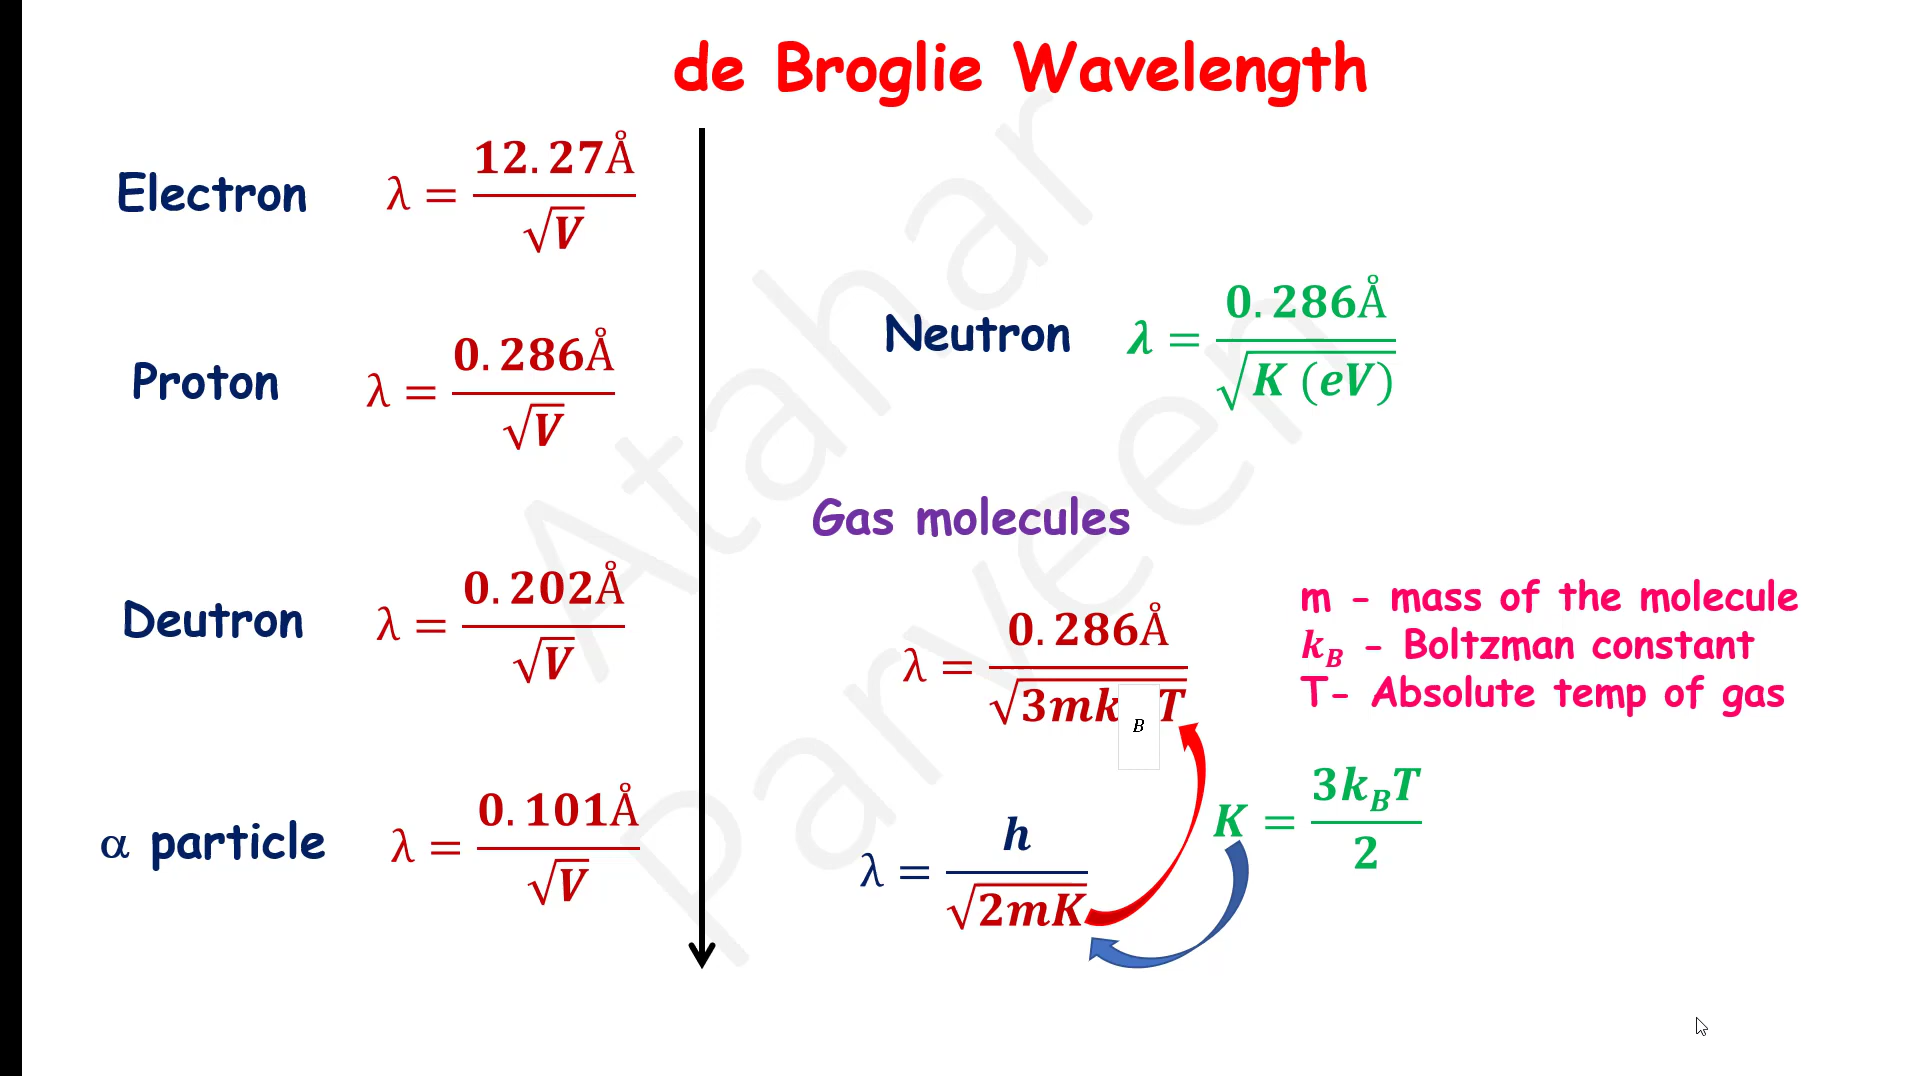 de Broglie Wavelength
Electron λ = 12.27Å / √V
Proton λ = 0.286Å / √V
Deutron λ = 0.202Å / √V
α particle λ = 0.101Å / √V
Neutron λ = 0.286Å / √K (eV)
Gas molecules
λ = 0.286Å / √3mk_B T
m - mass of the molecule
k_B - Boltzman constant
T- Absolute temp of gas
λ = h / √2mK
K = 3k_BT / 2
Atahar
Parveen